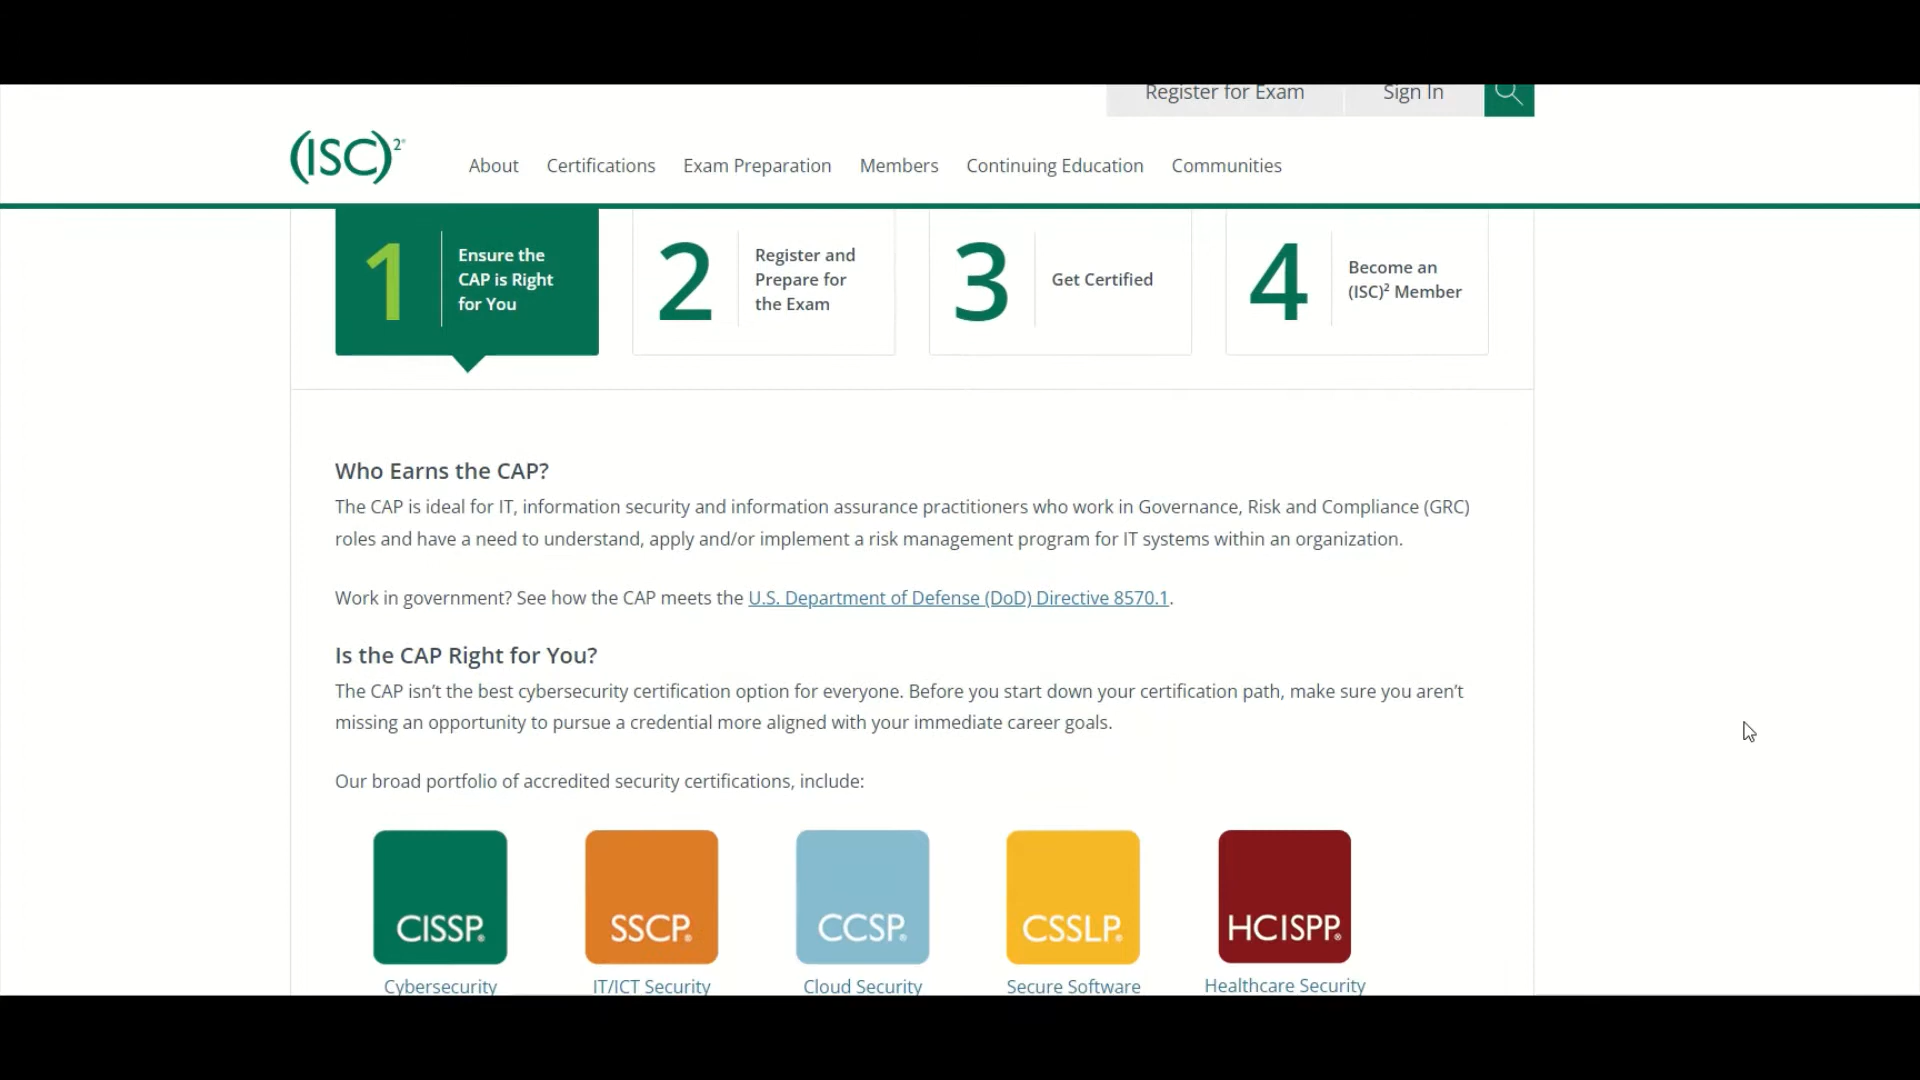 Register for Exam
Sign In
(ISC)²®
About
Certifications
Exam Preparation
Members
Continuing Education
Communities
1
Ensure the
CAP is Right
for You
2
Register and
Prepare for
the Exam
3
Get Certified
4
Become an
(ISC)² Member
Who Earns the CAP?
The CAP is ideal for IT, information security and information assurance practitioners who work in Governance, Risk and Compliance (GRC)
roles and have a need to understand, apply and/or implement a risk management program for IT systems within an organization.
Work in government? See how the CAP meets the U.S. Department of Defense (DoD) Directive 8570.1.
Is the CAP Right for You?
The CAP isn’t the best cybersecurity certification option for everyone. Before you start down your certification path, make sure you aren’t
missing an opportunity to pursue a credential more aligned with your immediate career goals.
Our broad portfolio of accredited security certifications, include:
CISSP®
SSCP®
CCSP®
CSSLP®
HCISPP®
Cybersecurity
IT/ICT Security
Cloud Security
Secure Software
Healthcare Security